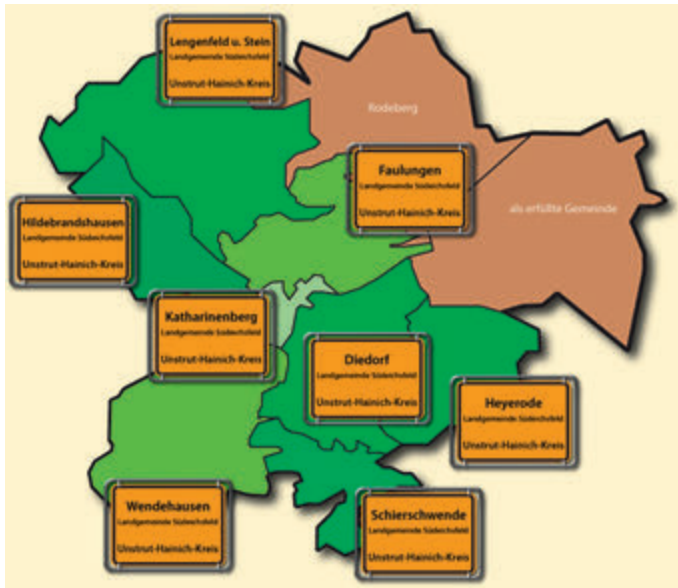 Lengenfeld u. Stein
Landgemeinde Südeichsfeld
Unstrut-Hainich-Kreis
Rodeberg
Faulungen
Landgemeinde Südeichsfeld
Unstrut-Hainich-Kreis
als erfüllte Gemeinde
Hildebrandshausen
Landgemeinde Südeichsfeld
Unstrut-Hainich-Kreis
Katharinenberg
Landgemeinde Südeichsfeld
Unstrut-Hainich-Kreis
Diedorf
Landgemeinde Südeichsfeld
Unstrut-Hainich-Kreis
Heyerode
Landgemeinde Südeichsfeld
Unstrut-Hainich-Kreis
Wendehausen
Landgemeinde Südeichsfeld
Unstrut-Hainich-Kreis
Schierschwende
Landgemeinde Südeichsfeld
Unstrut-Hainich-Kreis